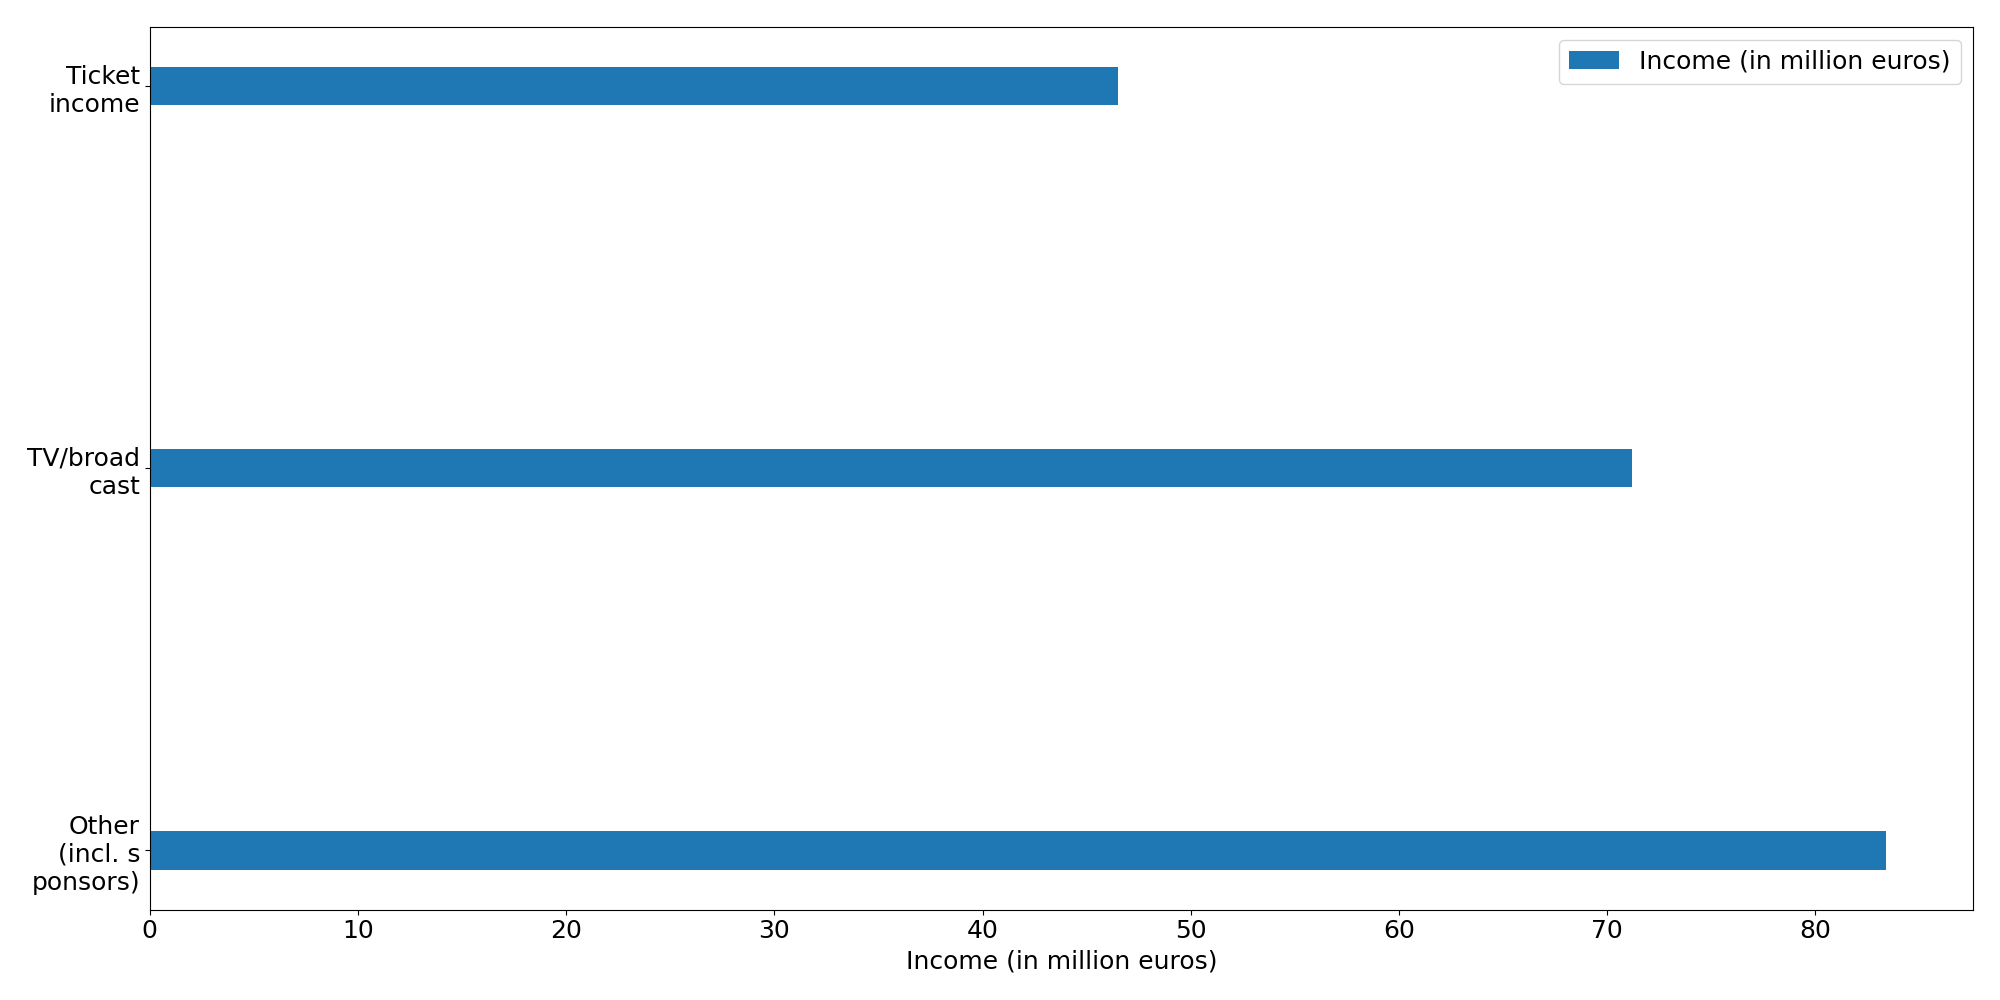 Income (in million euros)
Ticket
income
TV/broad
cast
Other
(incl. s
ponsors)
0 10 20 30 40 50 60 70 80
Income (in million euros)